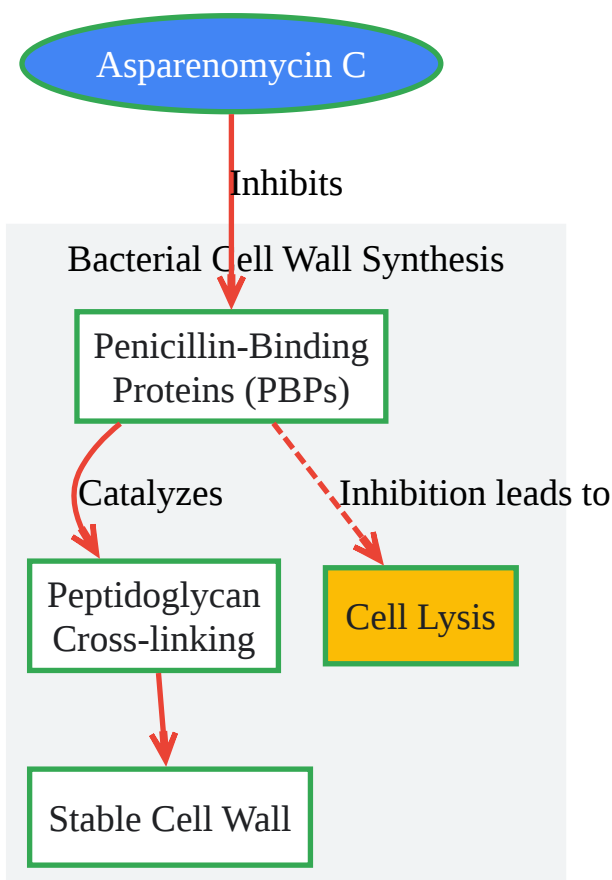 Asparenomycin C
Inhibits
Bacterial Cell Wall Synthesis
Penicillin-Binding
Proteins (PBPs)
Catalyzes
Inhibition leads to
Peptidoglycan
Cross-linking
Cell Lysis
Stable Cell Wall